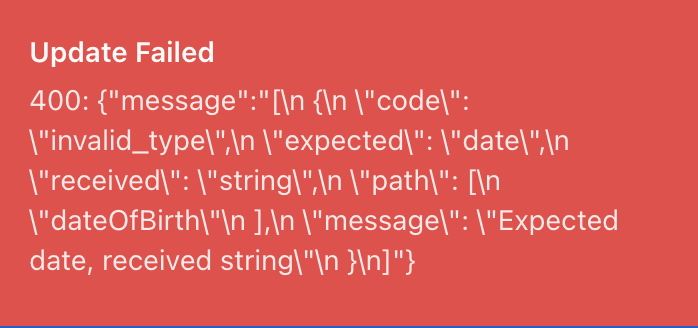 Update Failed
400: {"message":"[\n {\n \"code\":
\"invalid_type\",\n \"expected\": \"date\",\n
\"received\": \"string\",\n \"path\": [\n
\"dateOfBirth\"\n ],\n \"message\": \"Expected
date, received string\"\n }\n]"}